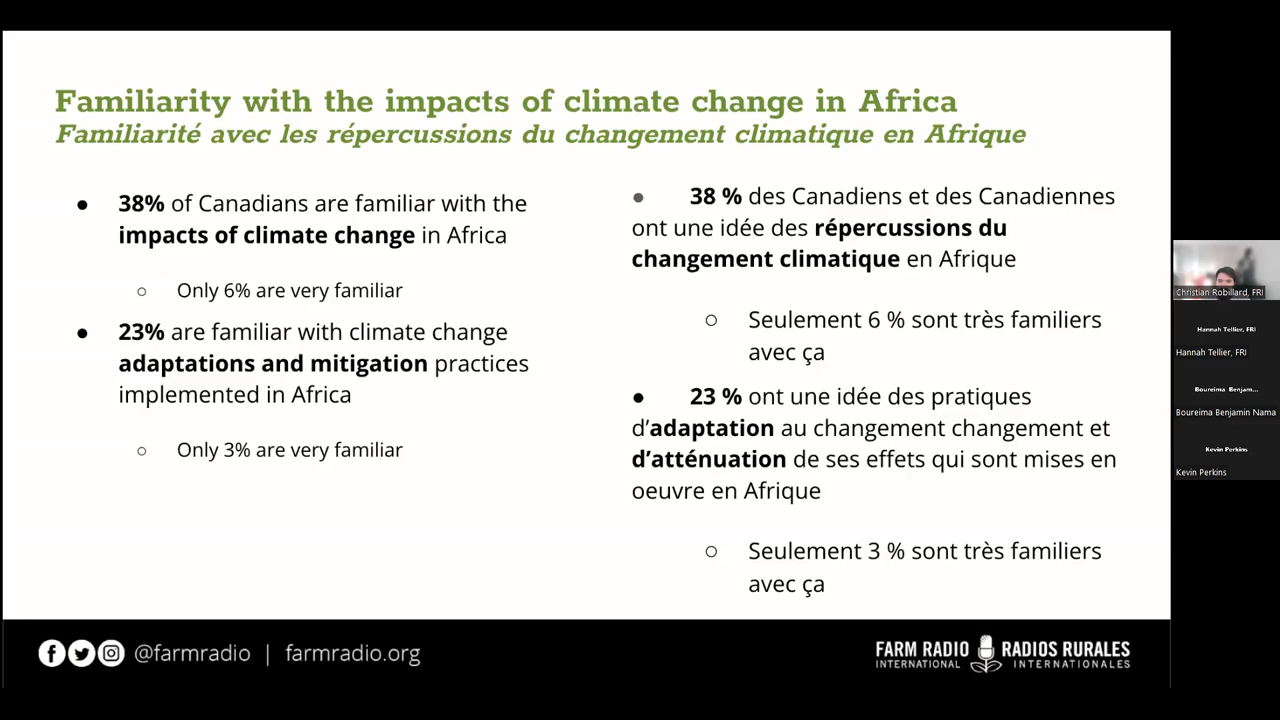 Familiarity with the impacts of climate change in Africa
Familiarité avec les répercussions du changement climatique en Afrique
● 38% of Canadians are familiar with the
impacts of climate change in Africa
○ Only 6% are very familiar
● 23% are familiar with climate change
adaptations and mitigation practices
implemented in Africa
○ Only 3% are very familiar
● 38 % des Canadiens et des Canadiennes
ont une idée des répercussions du
changement climatique en Afrique
○ Seulement 6 % sont très familiers
avec ça
● 23 % ont une idée des pratiques
d’adaptation au changement changement et
d’atténuation de ses effets qui sont mises en
oeuvre en Afrique
○ Seulement 3 % sont très familiers
avec ça
Christian Robillard, FRI
Hannah Tellier, FRI
Hannah Tellier, FRI
Boureima Benjam...
Boureima Benjamin Nama
Kevin Perkins
Kevin Perkins
@farmradio | farmradio.org
FARM RADIO
INTERNATIONAL
RADIOS RURALES
INTERNATIONALES